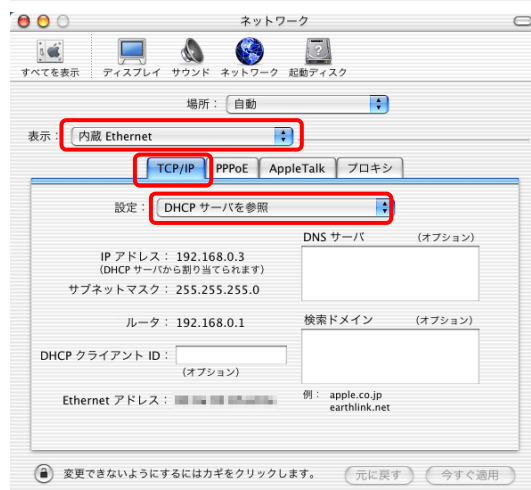 ネットワーク
すべてを表示 ディスプレイ サウンド ネットワーク 起動ディスク
場所： 自動
表示： 内蔵 Ethernet
TCP/IP PPPoE AppleTalk プロキシ
設定： DHCP サーバを参照
DNS サーバ （オプション）
IP アドレス： 192.168.0.3
（DHCP サーバから割り当てられます）
サブネットマスク： 255.255.255.0
ルータ： 192.168.0.1
検索ドメイン （オプション）
DHCP クライアント ID：
（オプション）
Ethernet アドレス：
例： apple.co.jp
earthlink.net
変更できないようにするにはカギをクリックします。 元に戻す 今すぐ適用